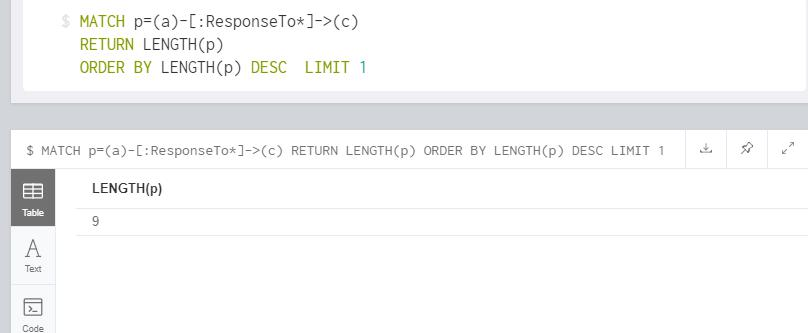 $ MATCH p=(a)-[:ResponseTo*]->(c)
RETURN LENGTH(p)
ORDER BY LENGTH(p) DESC  LIMIT 1
$ MATCH p=(a)-[:ResponseTo*]->(c) RETURN LENGTH(p) ORDER BY LENGTH(p) DESC LIMIT 1
LENGTH(p)
9
Table
A
Text
Code